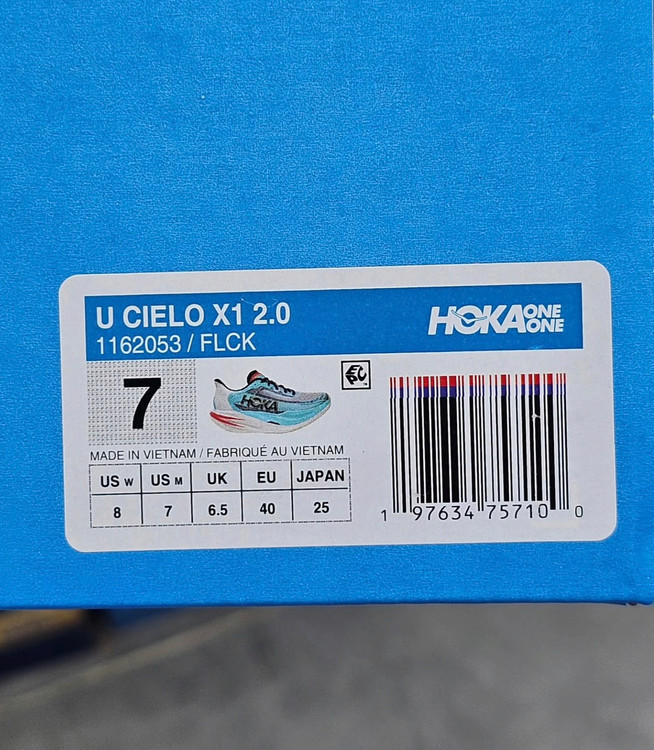 U CIELO X1 2.0
1162053 / FLCK
HOKA ONE ONE
7
HOKA
MADE IN VIETNAM / FABRIQUÉ AU VIETNAM
US W US M UK EU JAPAN
8 7 6.5 40 25
1 97634 75710 0